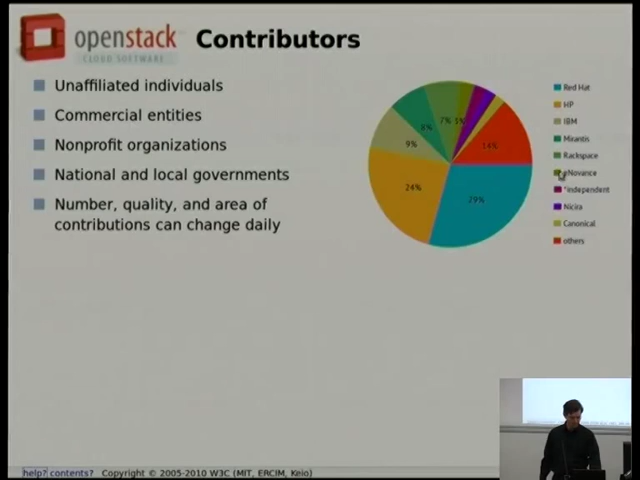 openstack
CLOUD SOFTWARE
Contributors
Unaffiliated individuals
Commercial entities
Nonprofit organizations
National and local governments
Number, quality, and area of
contributions can change daily
7%
8%
9%
14%
24%
29%
Red Hat
HP
IBM
Mirantis
Rackspace
eNovance
*independent
Nicira
Canonical
others
help? contents? Copyright © 2005-2010 W3C (MIT, ERCIM, Keio)